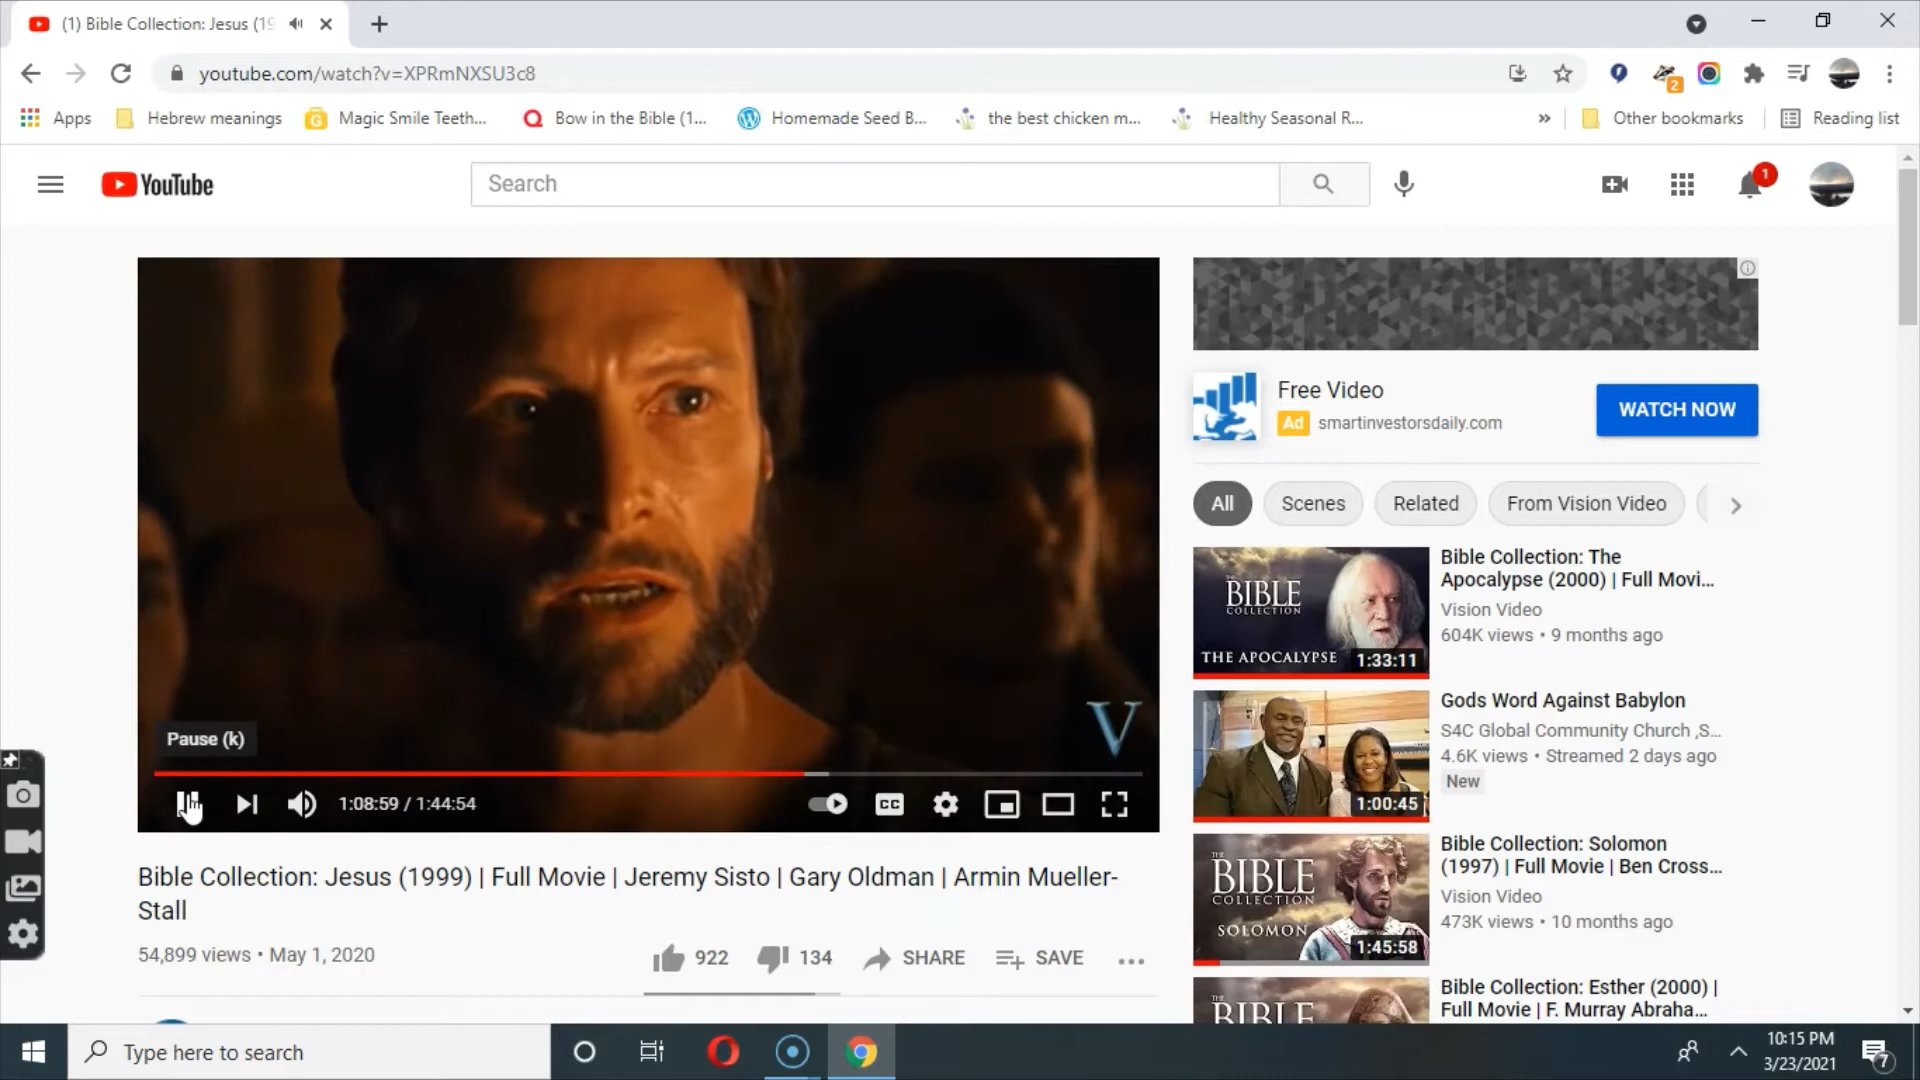 (1) Bible Collection: Jesus (19
youtube.com/watch?v=XPRmNXSU3c8
2
Apps
Hebrew meanings
Magic Smile Teeth...
Bow in the Bible (1...
Homemade Seed B...
the best chicken m...
Healthy Seasonal R...
»
Other bookmarks
Reading list
YouTube
Search
1
Free Video
Ad smartinvestorsdaily.com
WATCH NOW
All
Scenes
Related
From Vision Video
THE BIBLE COLLECTION
THE APOCALYPSE
1:33:11
Bible Collection: The
Apocalypse (2000) | Full Movi...
Vision Video
604K views • 9 months ago
1:00:45
Gods Word Against Babylon
S4C Global Community Church ,S...
4.6K views • Streamed 2 days ago
New
THE BIBLE COLLECTION
SOLOMON
1:45:58
Bible Collection: Solomon
(1997) | Full Movie | Ben Cross...
Vision Video
473K views • 10 months ago
THE BIBLE
Bible Collection: Esther (2000) |
Full Movie | F. Murray Abraha...
V
Pause (k)
1:08:59 / 1:44:54
CC
Bible Collection: Jesus (1999) | Full Movie | Jeremy Sisto | Gary Oldman | Armin Mueller-
Stall
54,899 views • May 1, 2020
922
134
SHARE
SAVE
Type here to search
10:15 PM
3/23/2021
7